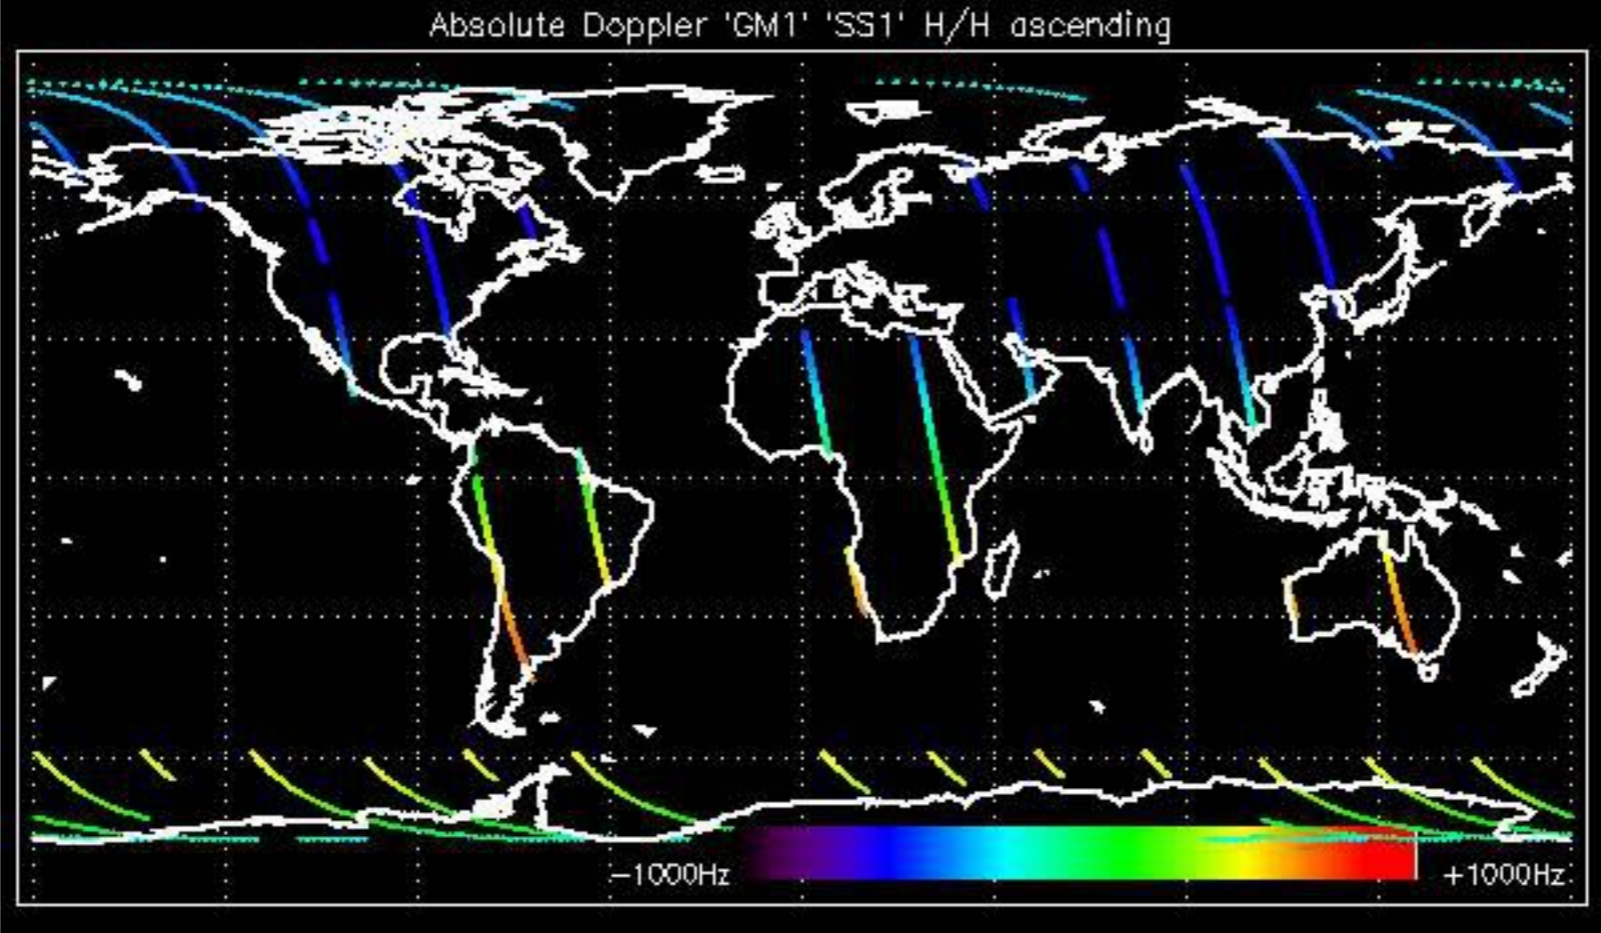 Absolute Doppler 'GM1' 'SS1' H/H ascending
−1000Hz +1000Hz